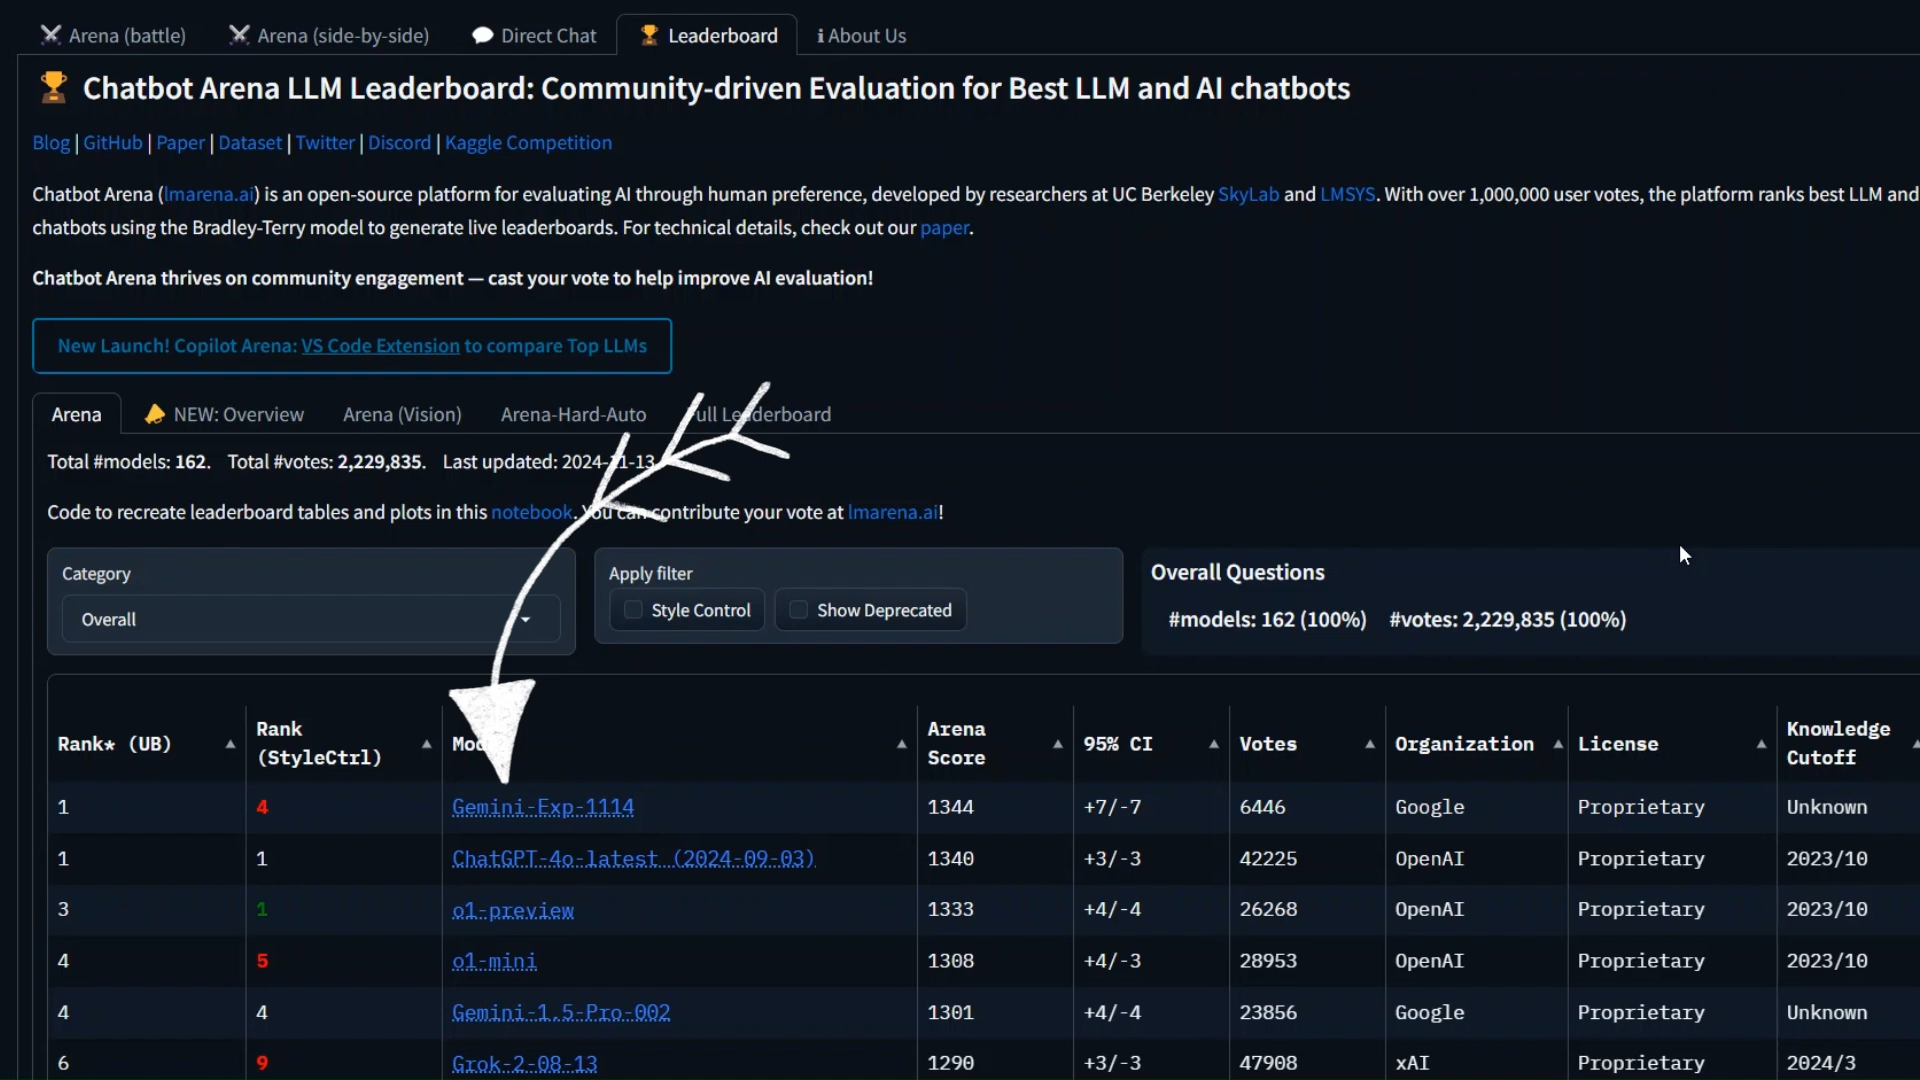 Arena (battle) Arena (side-by-side) Direct Chat Leaderboard About Us
Chatbot Arena LLM Leaderboard: Community-driven Evaluation for Best LLM and AI chatbots
Blog | GitHub | Paper | Dataset | Twitter | Discord | Kaggle Competition
Chatbot Arena (lmarena.ai) is an open-source platform for evaluating AI through human preference, developed by researchers at UC Berkeley SkyLab and LMSYS. With over 1,000,000 user votes, the platform ranks best LLM and
chatbots using the Bradley-Terry model to generate live leaderboards. For technical details, check out our paper.
Chatbot Arena thrives on community engagement — cast your vote to help improve AI evaluation!
New Launch! Copilot Arena: VS Code Extension to compare Top LLMs
Arena NEW: Overview Arena (Vision) Arena-Hard-Auto Full Leaderboard
Total #models: 162. Total #votes: 2,229,835. Last updated: 2024-11-13.
Code to recreate leaderboard tables and plots in this notebook. You can contribute your vote at lmarena.ai!
Category
Overall
Apply filter
Style Control Show Deprecated
Overall Questions
#models: 162 (100%) #votes: 2,229,835 (100%)
Rank* (UB) Rank (StyleCtrl) Model Arena Score 95% CI Votes Organization License Knowledge Cutoff
1 4 Gemini-Exp-1114 1344 +7/-7 6446 Google Proprietary Unknown
1 1 ChatGPT-4o-latest (2024-09-03) 1340 +3/-3 42225 OpenAI Proprietary 2023/10
3 1 o1-preview 1333 +4/-4 26268 OpenAI Proprietary 2023/10
4 5 o1-mini 1308 +4/-3 28953 OpenAI Proprietary 2023/10
4 4 Gemini-1.5-Pro-002 1301 +4/-4 23856 Google Proprietary Unknown
6 9 Grok-2-08-13 1290 +3/-3 47908 xAI Proprietary 2024/3